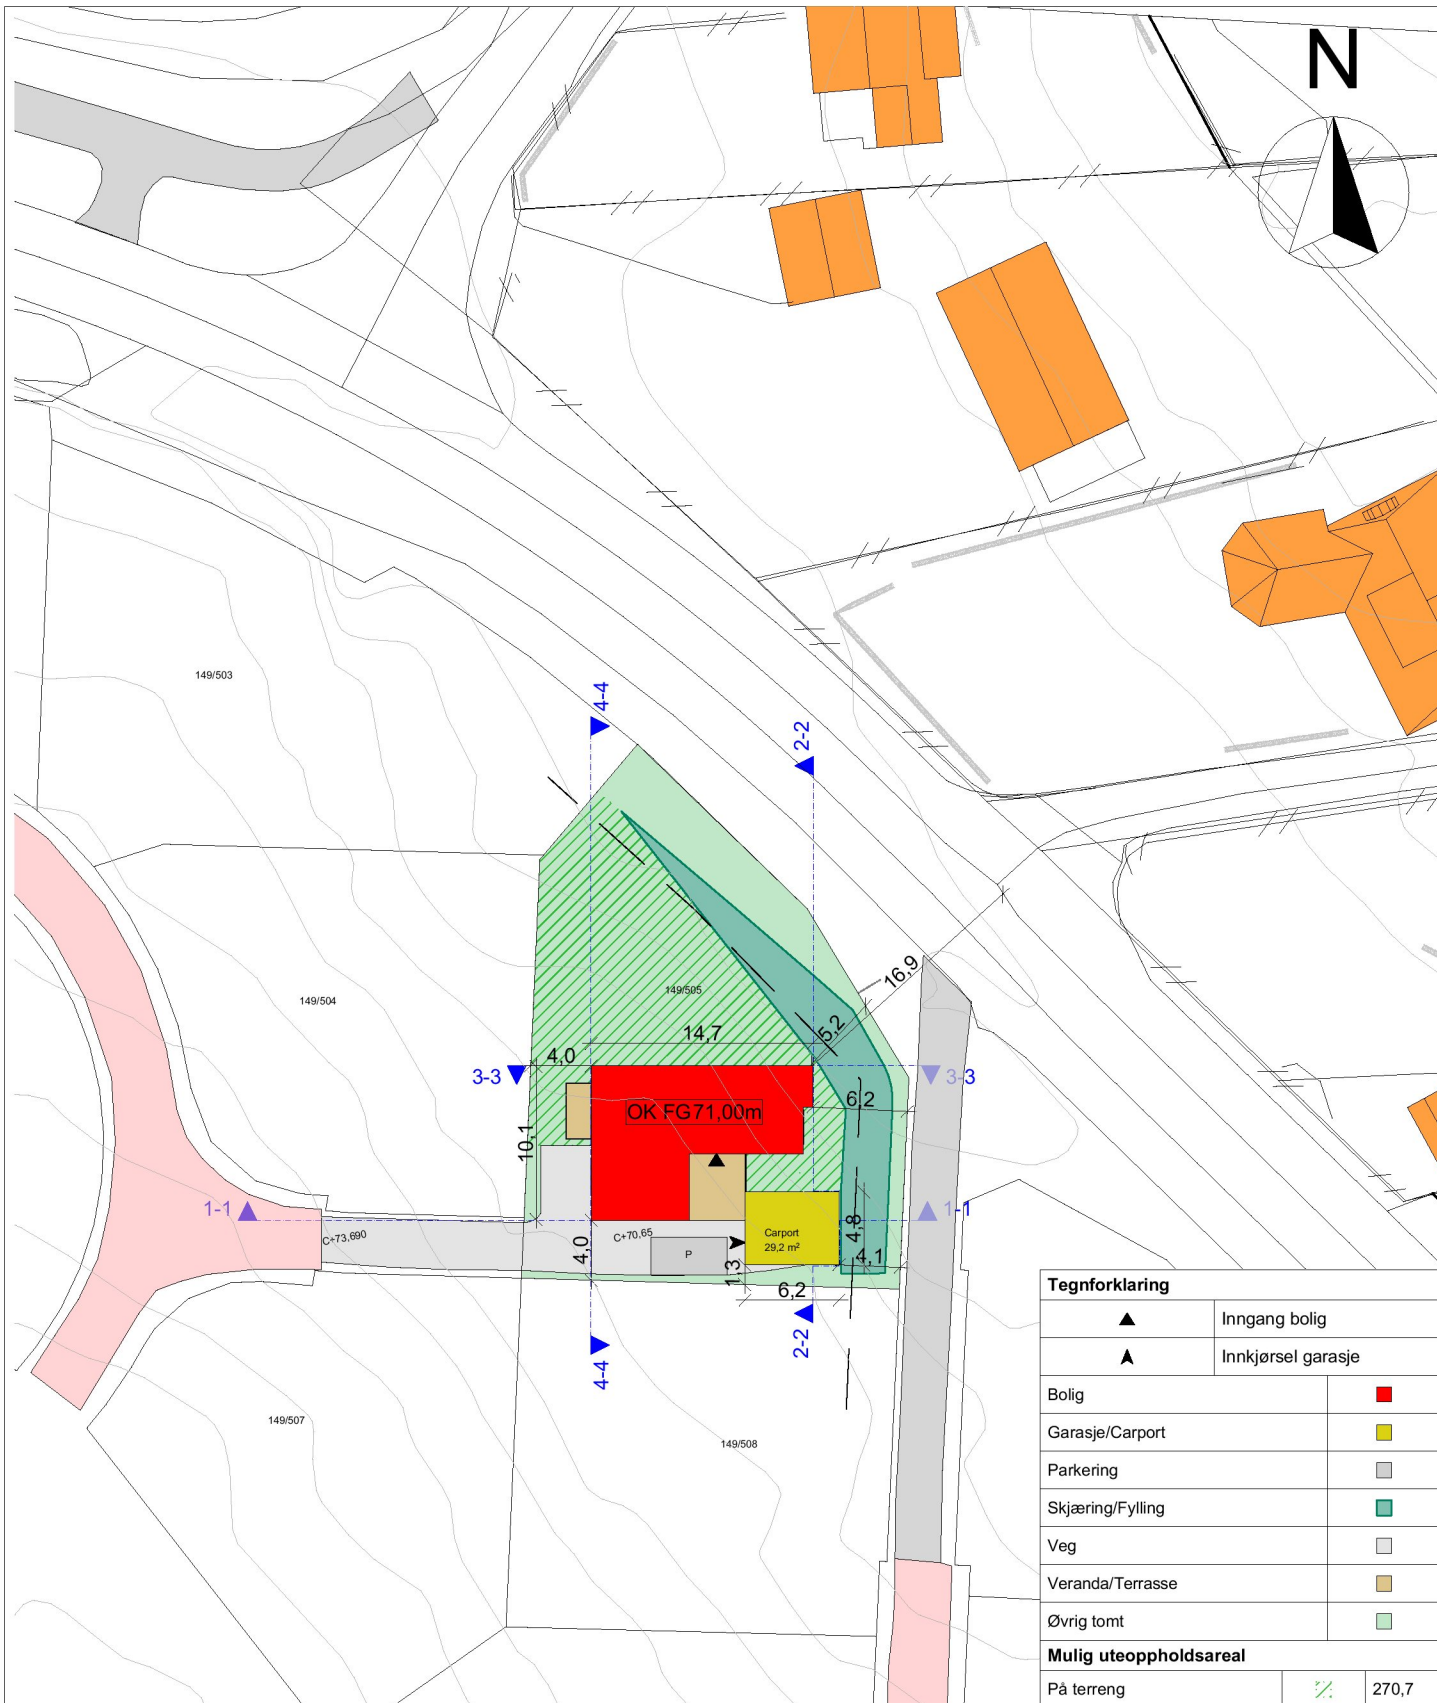 N
149/503
4-4
2-2
16,9
149/504
149/505
5,2
14,7
4,0
3-3
3-3
6,2
OK FG71,00m
10,1
1-1
1-1
C+73,690
C+70,65
4,0
P
Carport
29,2 m²
4,8
4,1
1,3
6,2
2-2
4-4
149/507
149/508
Tegnforklaring
Inngang bolig
Innkjørsel garasje
Bolig
Garasje/Carport
Parkering
Skjæring/Fylling
Veg
Veranda/Terrasse
Øvrig tomt
Mulig uteoppholdsareal
På terreng 270,7